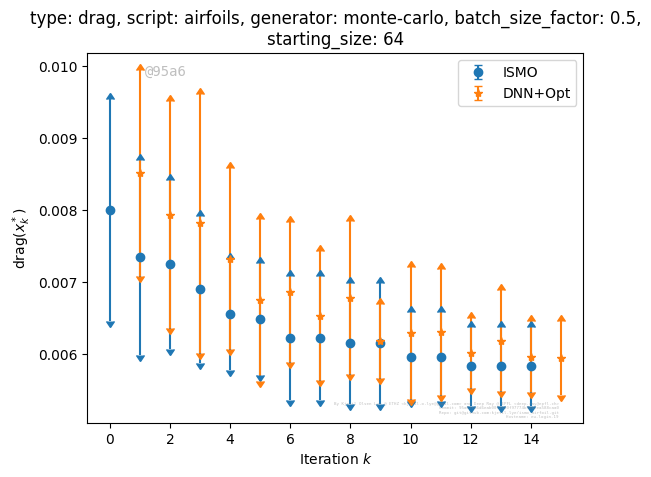 type: drag, script: airfoils, generator: monte-carlo, batch_size_factor: 0.5,
starting_size: 64
@95a6
ISMO
DNN+Opt
0.010
0.009
0.008
0.007
0.006
drag(x*k)
0 2 4 6 8 10 12 14
Iteration k